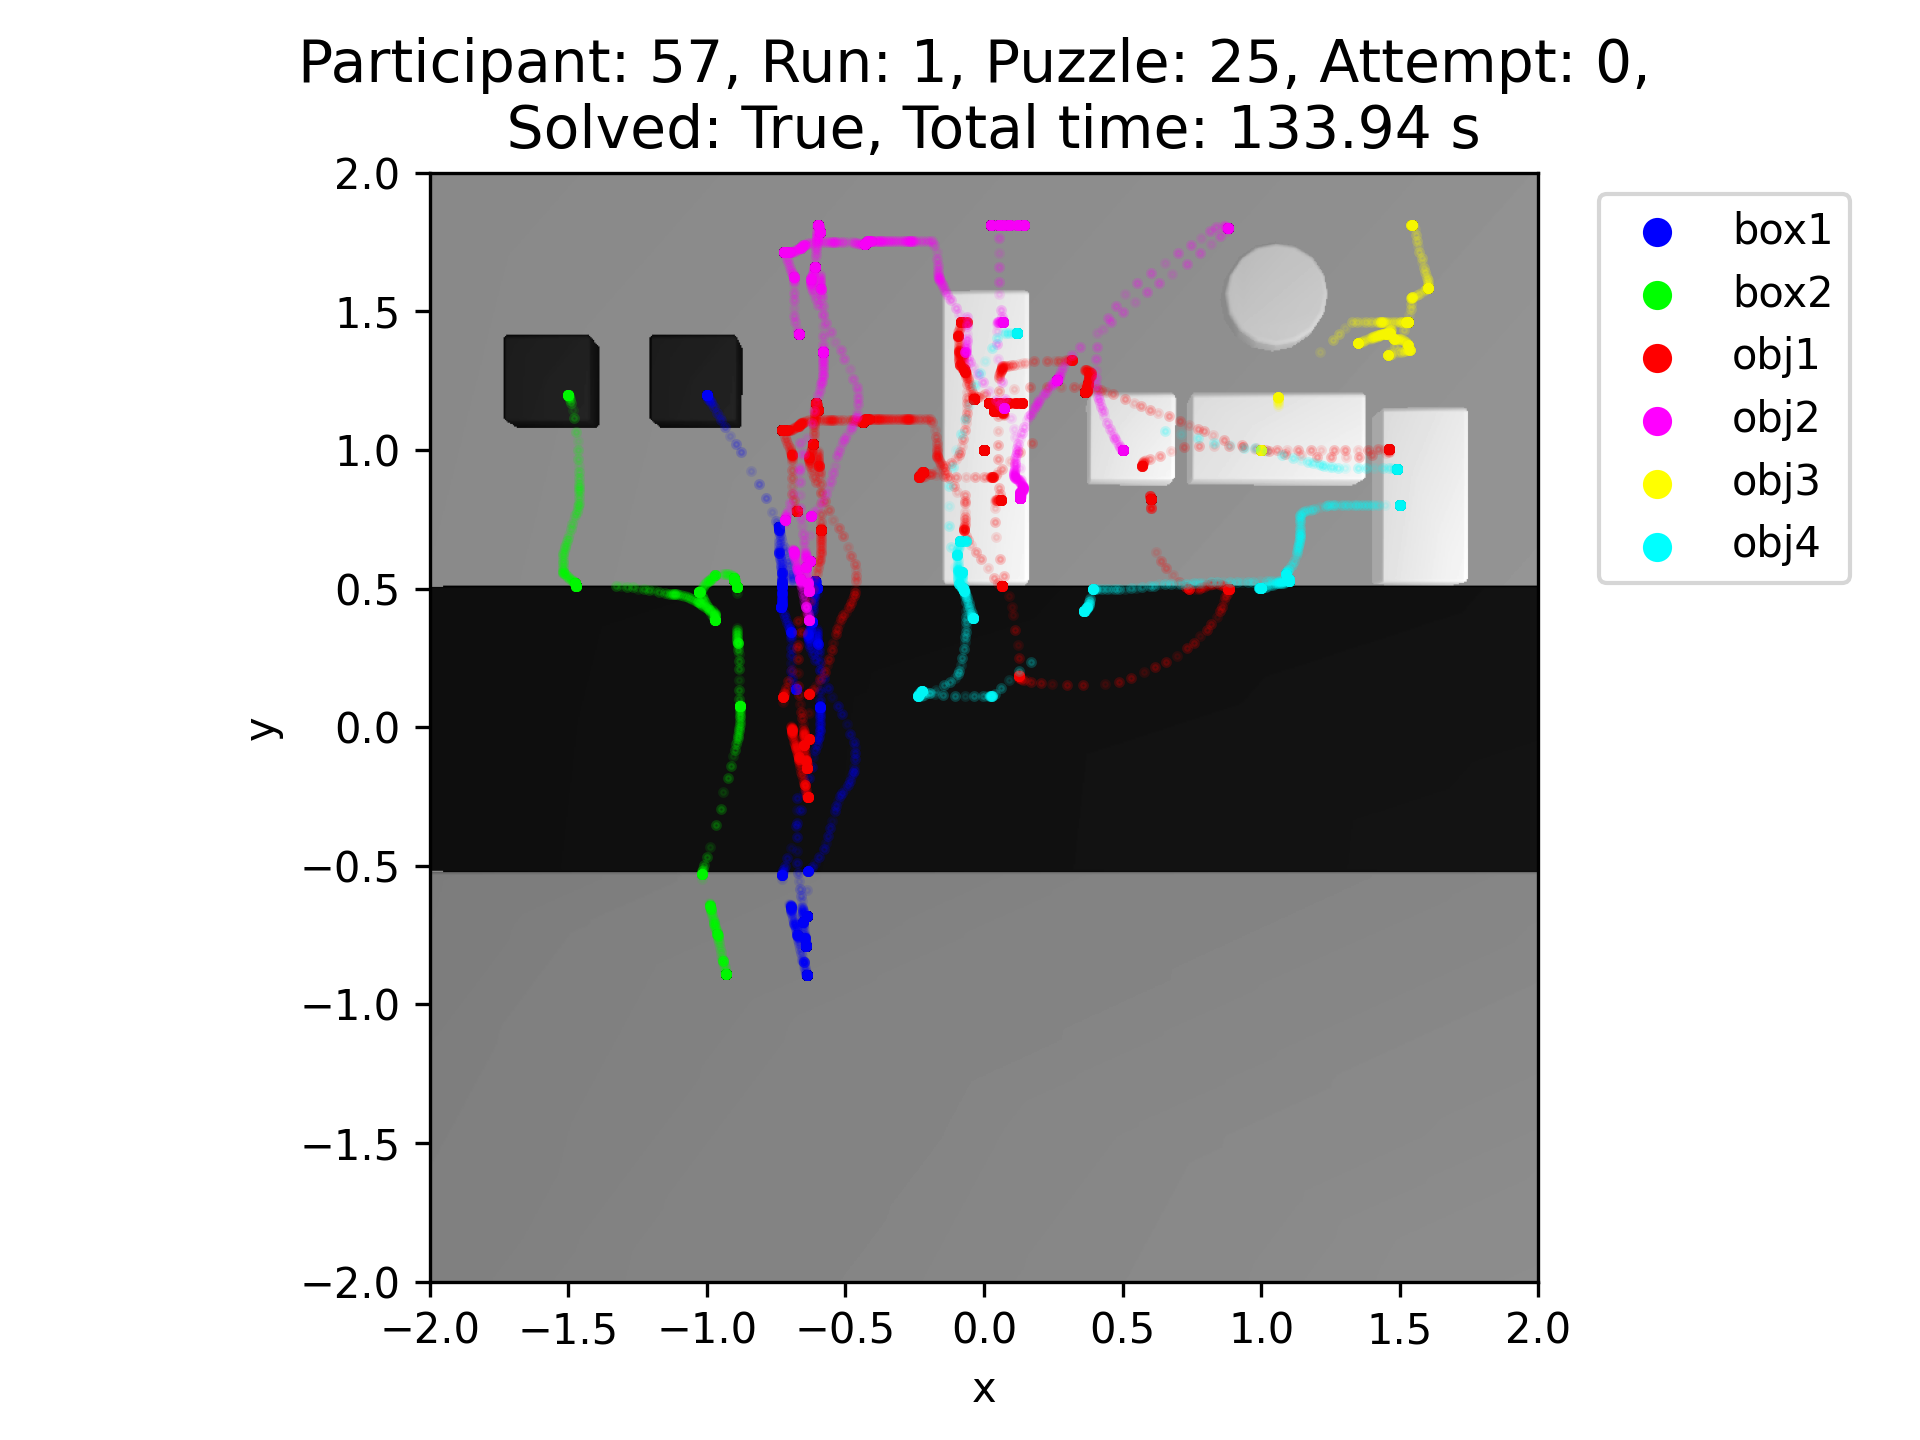 Participant: 57, Run: 1, Puzzle: 25, Attempt: 0,
Solved: True, Total time: 133.94 s
2.0
1.5
1.0
0.5
0.0
−0.5
−1.0
−1.5
−2.0
y
−2.0 −1.5 −1.0 −0.5 0.0 0.5 1.0 1.5 2.0
x
box1
box2
obj1
obj2
obj3
obj4